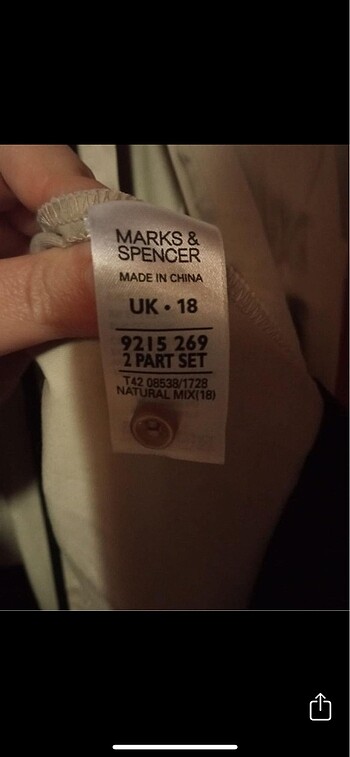 MARKS &
SPENCER
MADE IN CHINA
UK • 18
9215 269
2 PART SET
T42 08538/1728
NATURAL MIX(18)